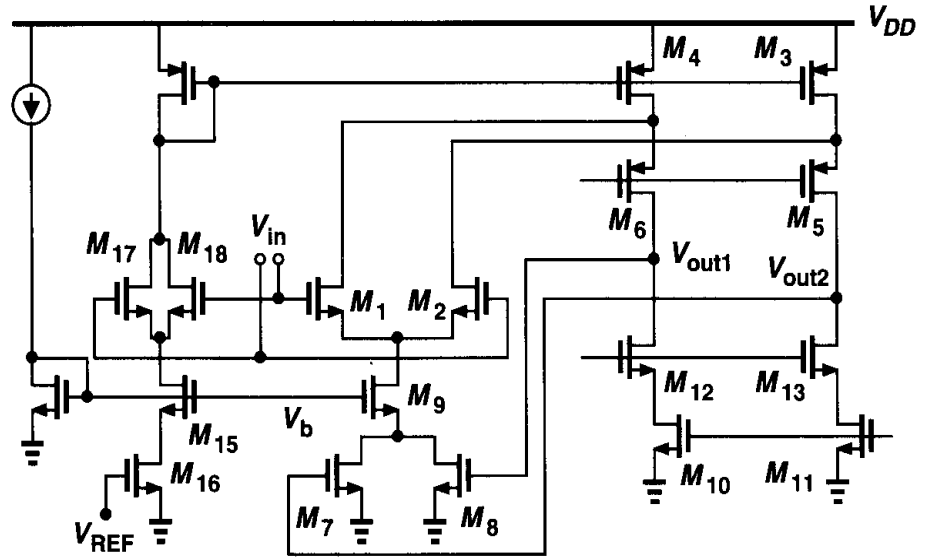 V_DD
M_4
M_3
M_6
M_5
M_17
M_18
V_in
M_1
M_2
V_out1
V_out2
M_12
M_13
M_9
V_b
M_15
M_16
M_7
M_8
M_10
M_11
V_REF